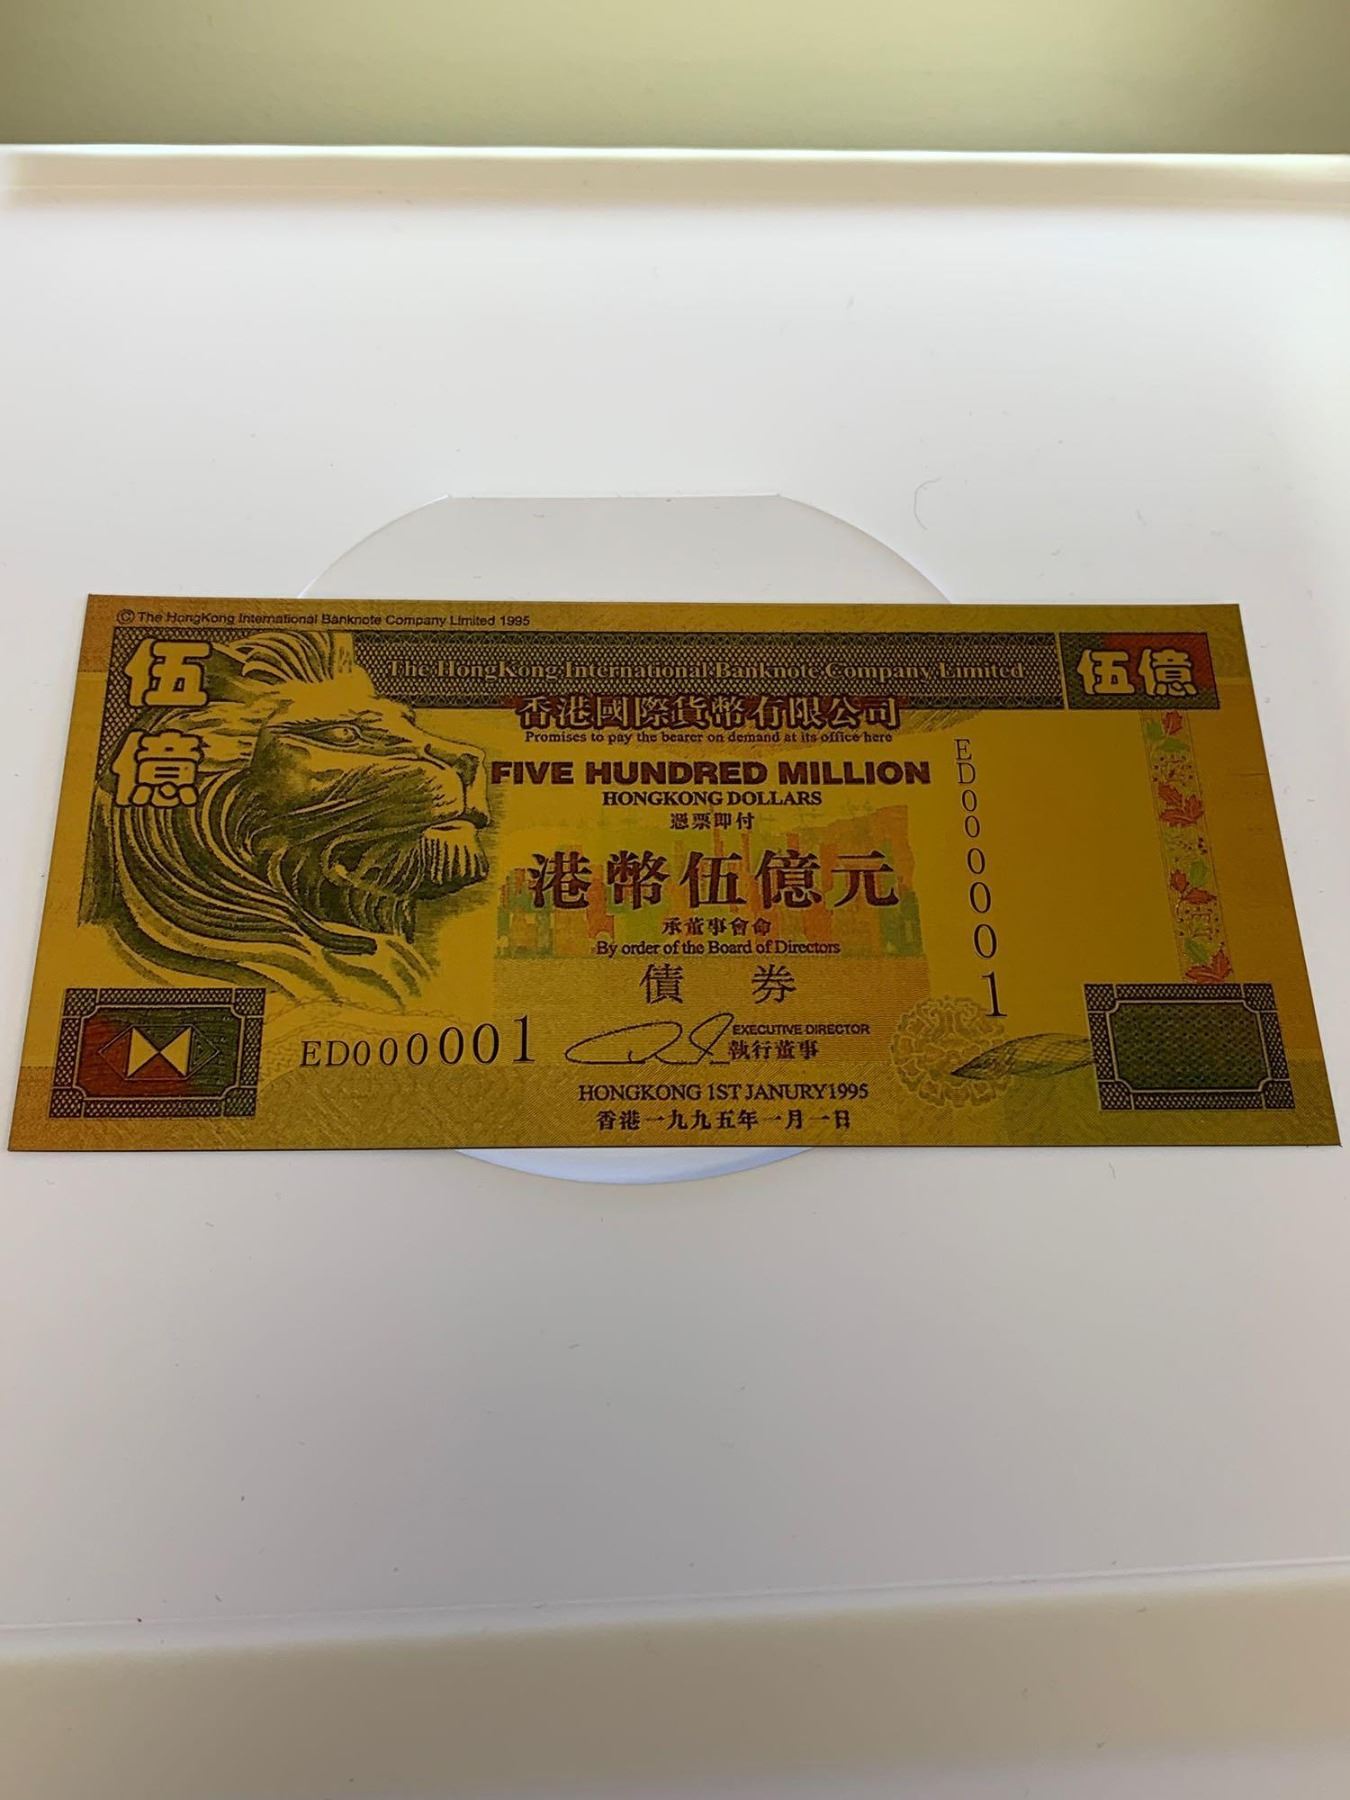 © The HongKong International Banknote Company Limited 1995
伍億
The HongKong International Banknote Company Limited
伍億
香港國際貨幣有限公司
Promises to pay the bearer on demand at its office here
FIVE HUNDRED MILLION
HONGKONG DOLLARS
憑票即付
港幣伍億元
承董事會命
By order of the Board of Directors
債券
ED000001
ED000001
EXECUTIVE DIRECTOR
執行董事
HONGKONG 1ST JANURY1995
香港一九九五年一月一日